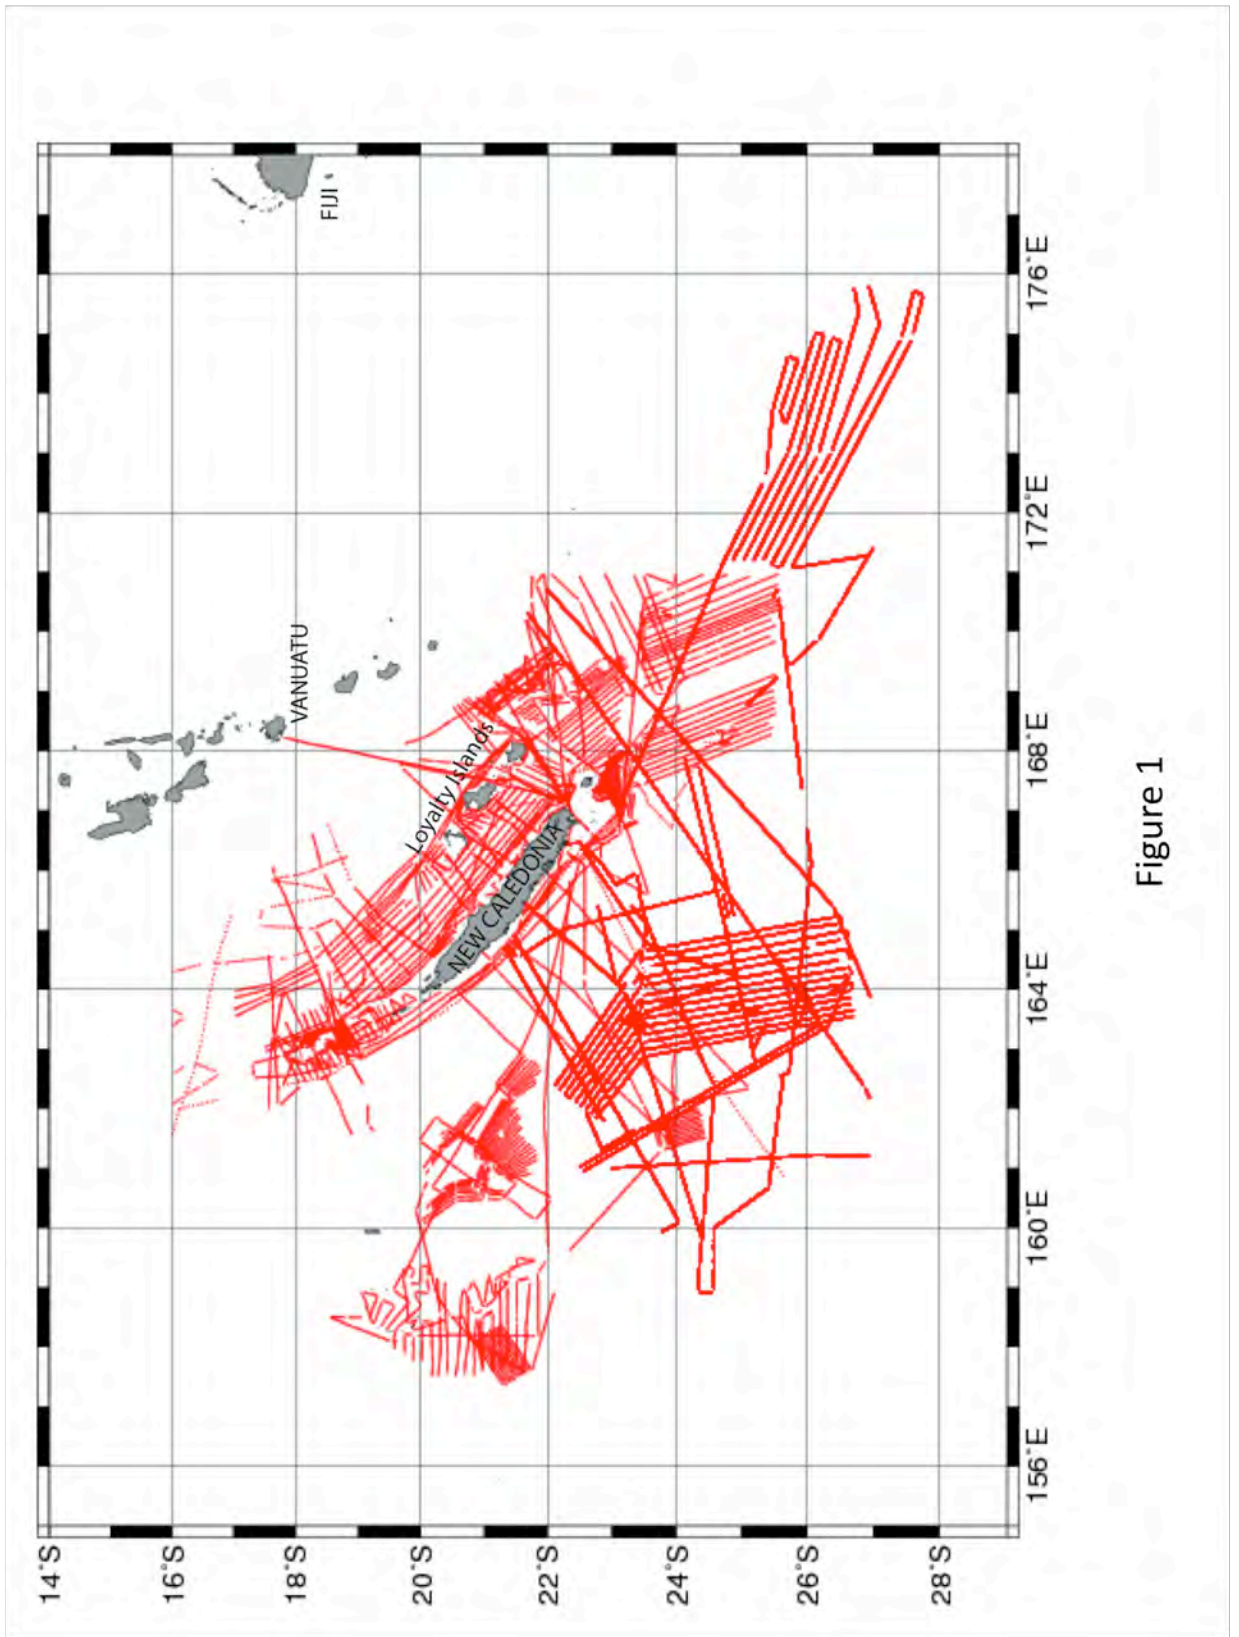 14°S
16°S
18°S
20°S
22°S
24°S
26°S
28°S
156°E
160°E
164°E
168°E
172°E
176°E
FIJI
VANUATU
Loyalty Islands
NEW CALEDONIA
Figure 1